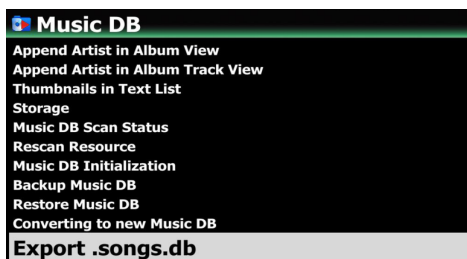 Music DB
Append Artist in Album View
Append Artist in Album Track View
Thumbnails in Text List
Storage
Music DB Scan Status
Rescan Resource
Music DB Initialization
Backup Music DB
Restore Music DB
Converting to new Music DB
Export .songs.db